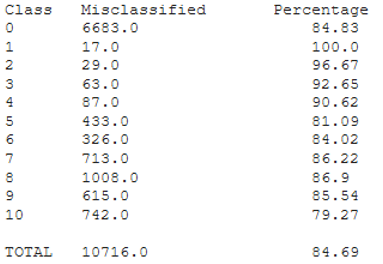 Class Misclassified Percentage
0 6683.0 84.83
1 17.0 100.0
2 29.0 96.67
3 63.0 92.65
4 87.0 90.62
5 433.0 81.09
6 326.0 84.02
7 713.0 86.22
8 1008.0 86.9
9 615.0 85.54
10 742.0 79.27
TOTAL 10716.0 84.69